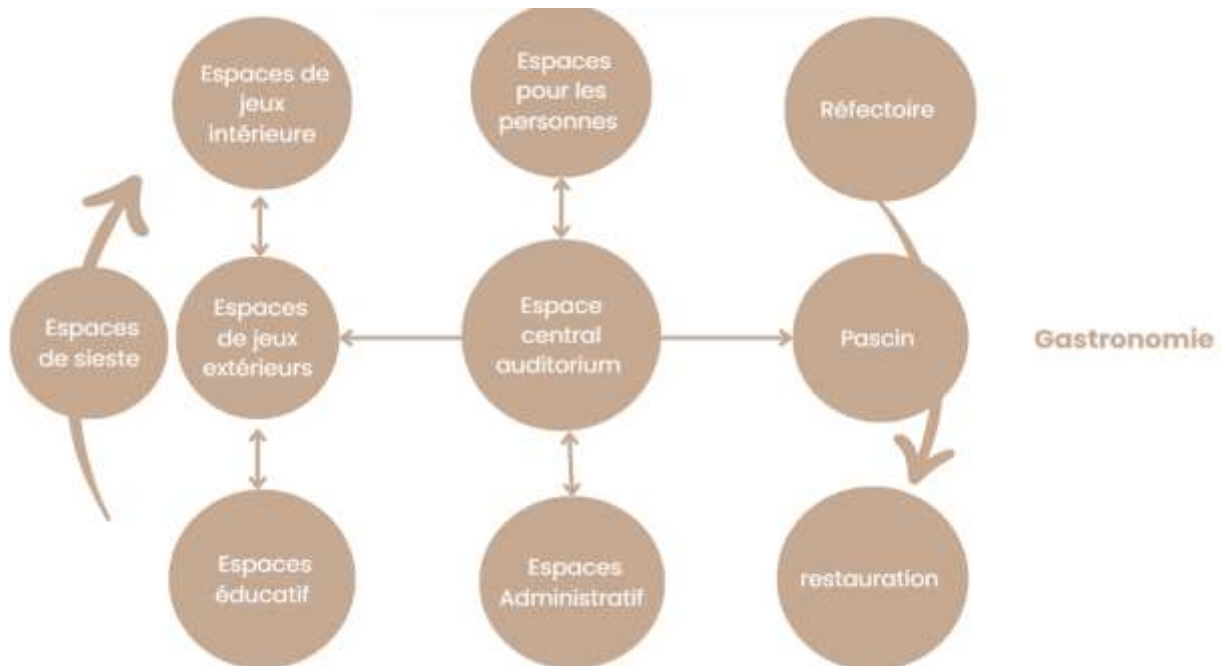 Espaces de
jeux
intérieure
Espaces
pour les
personnes
Réfectoire
Espaces
de sieste
Espaces
de jeux
extérieurs
Espace
central
auditorium
Pascin
Gastronomie
Espaces
éducatif
Espaces
Administratif
restauration